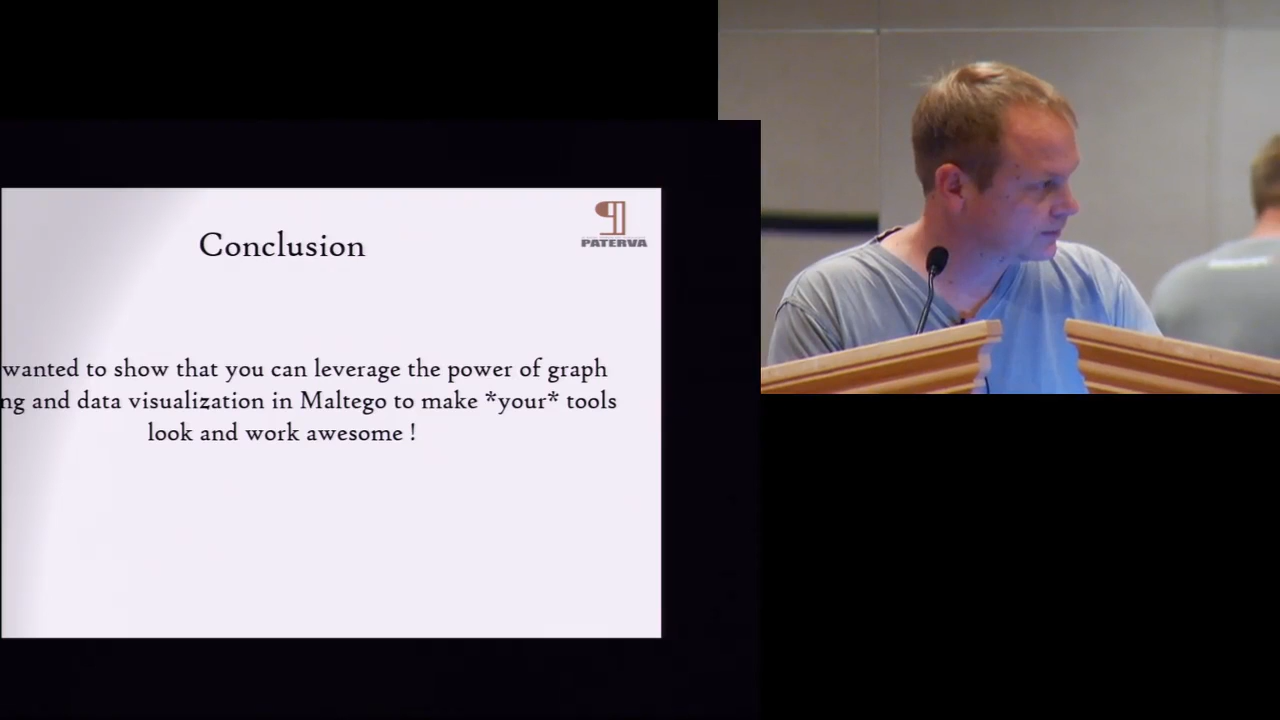 Conclusion
PATERVA
wanted to show that you can leverage the power of graph
ng and data visualization in Maltego to make *your* tools
look and work awesome !